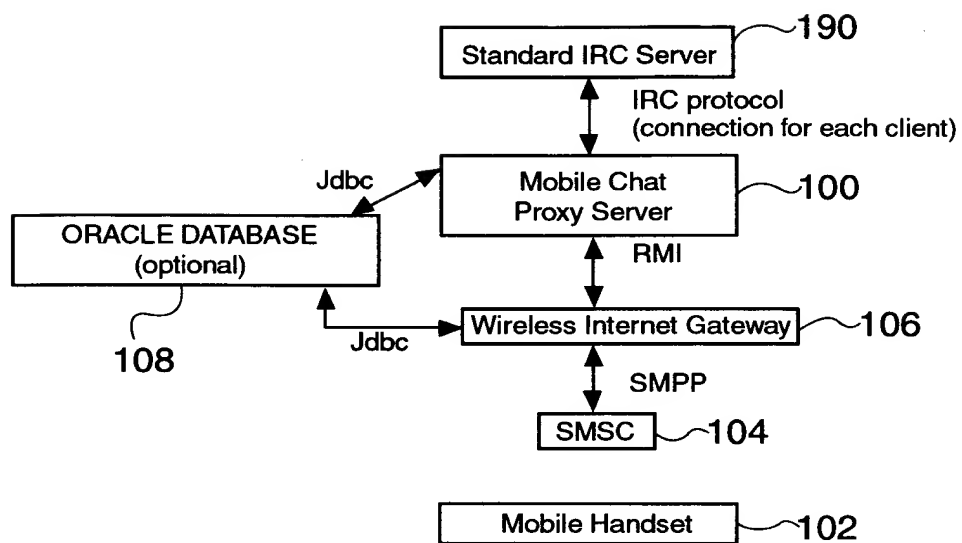 190
Standard IRC Server
IRC protocol
(connection for each client)
Jdbc
Mobile Chat
Proxy Server
100
ORACLE DATABASE
(optional)
RMI
108
Jdbc
Wireless Internet Gateway
106
SMPP
SMSC
104
Mobile Handset
102